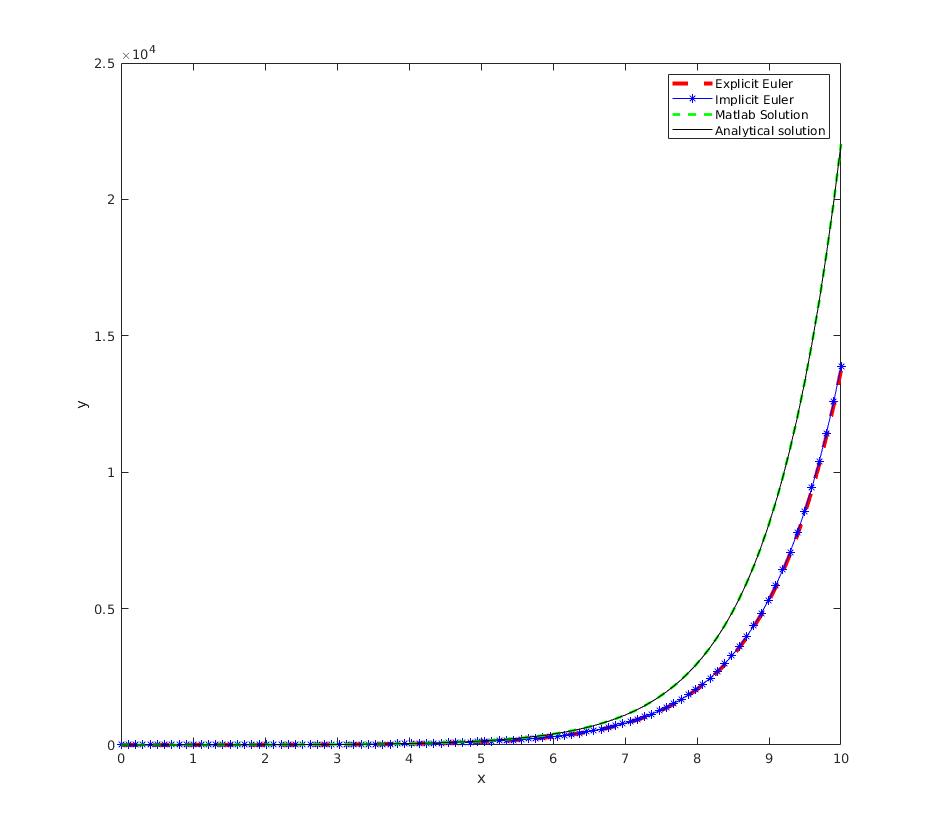 ×10^4
2.5
2
1.5
1
0.5
0
y
0 1 2 3 4 5 6 7 8 9 10
x
Explicit Euler
Implicit Euler
Matlab Solution
Analytical solution